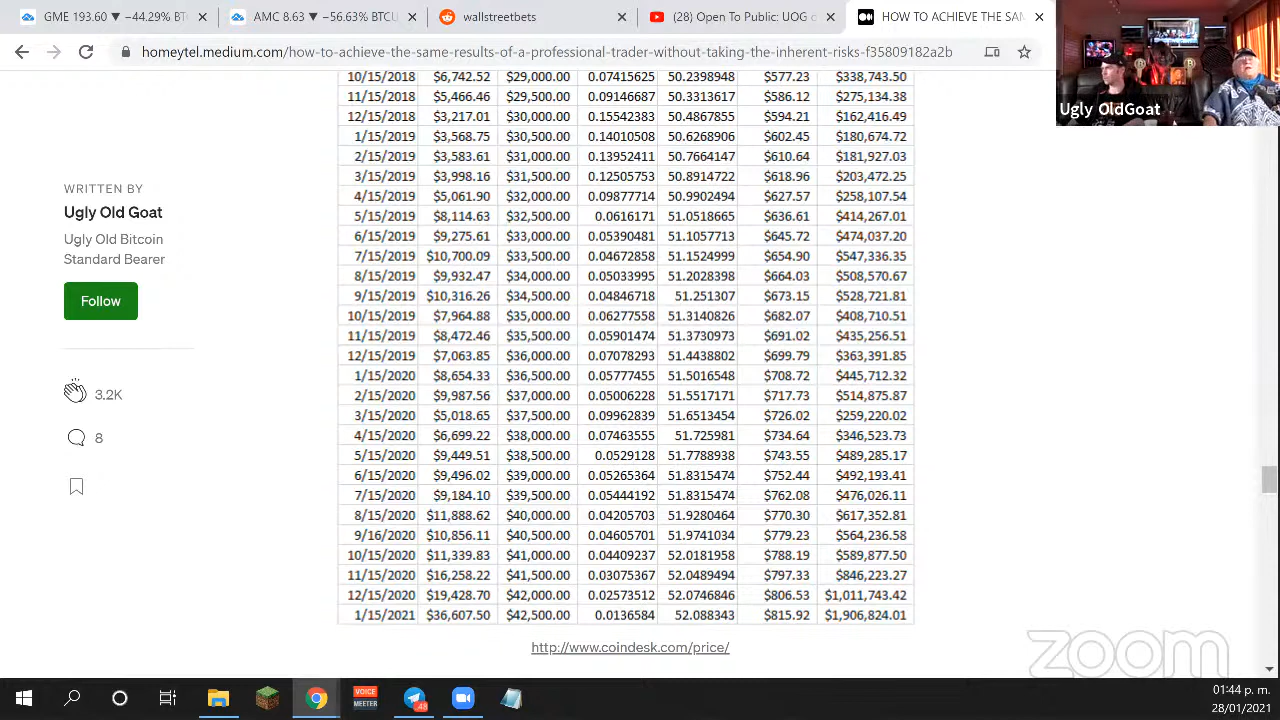 GME 193.60 ▼ −44.29% BT
AMC 8.63 ▼ −56.63% BTCU
wallstreetbets
(28) Open To Public: UOG c
HOW TO ACHIEVE THE SAN
homeytel.medium.com/how-to-achieve-the-same-returns-of-a-professional-trader-without-taking-the-inherent-risks-f35809182a2b
Ugly OldGoat
10/15/2018 $6,742.52 $29,000.00 0.07415625 50.2398948 $577.23 $338,743.50
11/15/2018 $5,466.46 $29,500.00 0.09146687 50.3313617 $586.12 $275,134.38
12/15/2018 $3,217.01 $30,000.00 0.15542383 50.4867855 $594.21 $162,416.49
1/15/2019 $3,563.75 $30,500.00 0.14010508 50.6268906 $602.45 $180,674.72
2/15/2019 $3,583.61 $31,000.00 0.13952411 50.7664147 $610.64 $181,927.03
3/15/2019 $3,998.16 $31,500.00 0.12505753 50.8914722 $618.96 $203,472.25
4/15/2019 $5,061.90 $32,000.00 0.09877714 50.9902494 $627.57 $258,107.54
5/15/2019 $8,114.63 $32,500.00 0.0616171 51.0518665 $636.61 $414,267.01
6/15/2019 $9,275.61 $33,000.00 0.05390481 51.1057713 $645.72 $474,037.20
7/15/2019 $10,700.09 $33,500.00 0.04672858 51.1524999 $654.90 $547,336.35
8/15/2019 $9,932.47 $34,000.00 0.05033995 51.2028398 $664.03 $508,570.67
9/15/2019 $10,316.26 $34,500.00 0.04846718 51.251307 $673.15 $528,721.81
10/15/2019 $7,964.88 $35,000.00 0.06277558 51.3140826 $682.07 $408,710.51
11/15/2019 $8,472.46 $35,500.00 0.05901474 51.3730973 $691.02 $435,256.51
12/15/2019 $7,063.85 $36,000.00 0.07078293 51.4438802 $699.79 $363,391.85
1/15/2020 $8,654.33 $36,500.00 0.05777455 51.5016548 $708.72 $445,712.32
2/15/2020 $9,987.56 $37,000.00 0.05006228 51.5517171 $717.73 $514,875.87
3/15/2020 $5,018.65 $37,500.00 0.09962839 51.6513454 $726.02 $259,220.02
4/15/2020 $6,699.22 $38,000.00 0.07463555 51.725981 $734.64 $346,523.73
5/15/2020 $9,449.51 $38,500.00 0.0529128 51.7788938 $743.55 $489,285.17
6/15/2020 $9,496.02 $39,000.00 0.05265364 51.8315474 $752.44 $492,193.41
7/15/2020 $9,184.10 $39,500.00 0.05444192 51.8315474 $762.08 $476,026.11
8/15/2020 $11,888.62 $40,000.00 0.04205703 51.9280464 $770.30 $617,352.81
9/16/2020 $10,856.11 $40,500.00 0.04605701 51.9741034 $779.23 $564,236.58
10/15/2020 $11,339.83 $41,000.00 0.04409237 52.0181958 $788.19 $589,877.50
11/15/2020 $16,258.22 $41,500.00 0.03075367 52.0489494 $797.33 $846,223.27
12/15/2020 $19,428.70 $42,000.00 0.02573512 52.0746846 $806.53 $1,011,743.42
1/15/2021 $36,607.50 $42,500.00 0.0136584 52.088343 $815.92 $1,906,824.01
http://www.coindesk.com/price/
WRITTEN BY
Ugly Old Goat
Ugly Old Bitcoin
Standard Bearer
Follow
3.2K
8
zoom
VOICE
MEETER
48
01:44 p. m.
28/01/2021